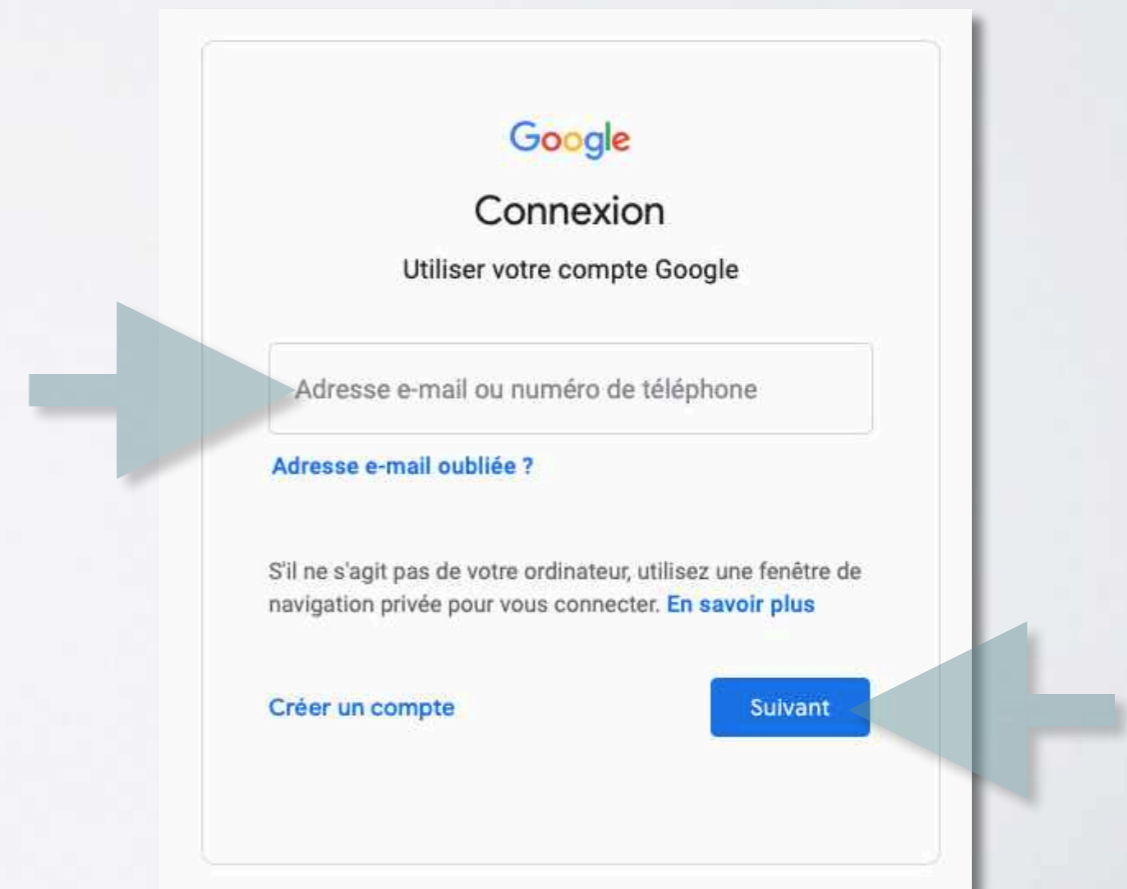 Google
Connexion
Utiliser votre compte Google
Adresse e-mail ou numéro de téléphone
Adresse e-mail oubliée ?
S'il ne s'agit pas de votre ordinateur, utilisez une fenêtre de
navigation privée pour vous connecter. En savoir plus
Créer un compte
Suivant